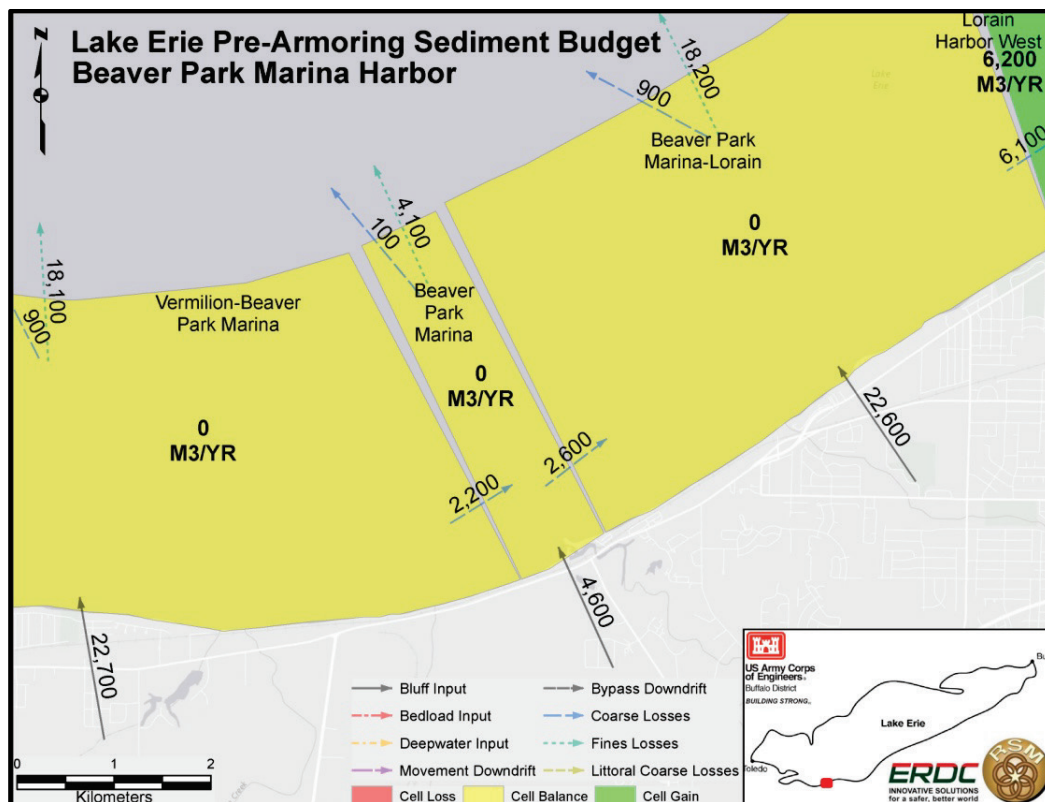 Lake Erie Pre-Armoring Sediment Budget
Beaver Park Marina Harbor
N
Lorain
Harbor West
6,200
M3/YR
6,100
18,200
900
Lake
Erie
Beaver Park
Marina-Lorain
0
M3/YR
4,100
100
Beaver
Park
Marina
0
M3/YR
18,100
900
Vermilion-Beaver
Park Marina
0
M3/YR
2,200
2,600
22,600
4,600
22,700
0 1 2
Kilometers
Bluff Input
Bedload Input
Deepwater Input
Movement Downdrift
Bypass Downdrift
Coarse Losses
Fines Losses
Littoral Coarse Losses
Cell Loss
Cell Balance
Cell Gain
US Army Corps
of Engineers®
Buffalo District
BUILDING STRONG®
Bu
Lake Erie
Toledo
ERDC
INNOVATIVE SOLUTIONS
for a safer, better world
RSM